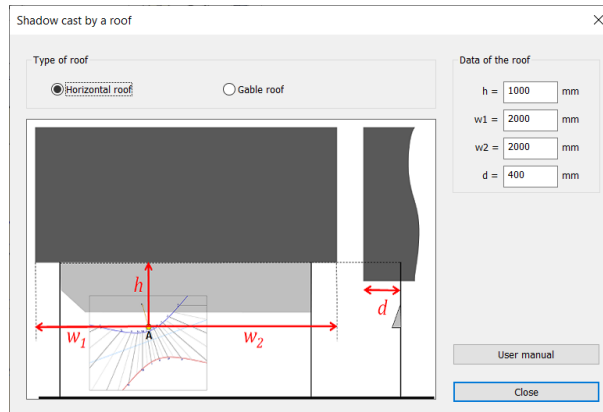 Shadow cast by a roof
Type of roof
Horizontal roof
Gable roof
Data of the roof
h = 1000 mm
w1 = 2000 mm
w2 = 2000 mm
d = 400 mm
h
d
w1
A
w2
User manual
Close